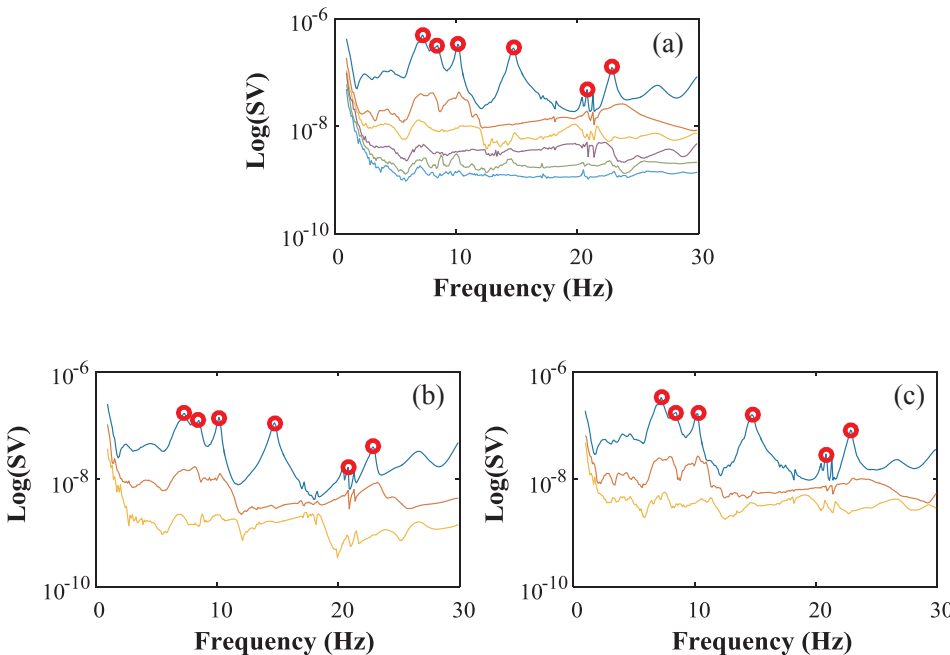 10^-6
(a)
Log(SV)
10^-8
10^-10
0 10 20 30
Frequency (Hz)
10^-6 (b) 10^-6 (c)
Log(SV) Log(SV)
10^-8 10^-8
10^-10 10^-10
0 10 20 30 0 10 20 30
Frequency (Hz) Frequency (Hz)